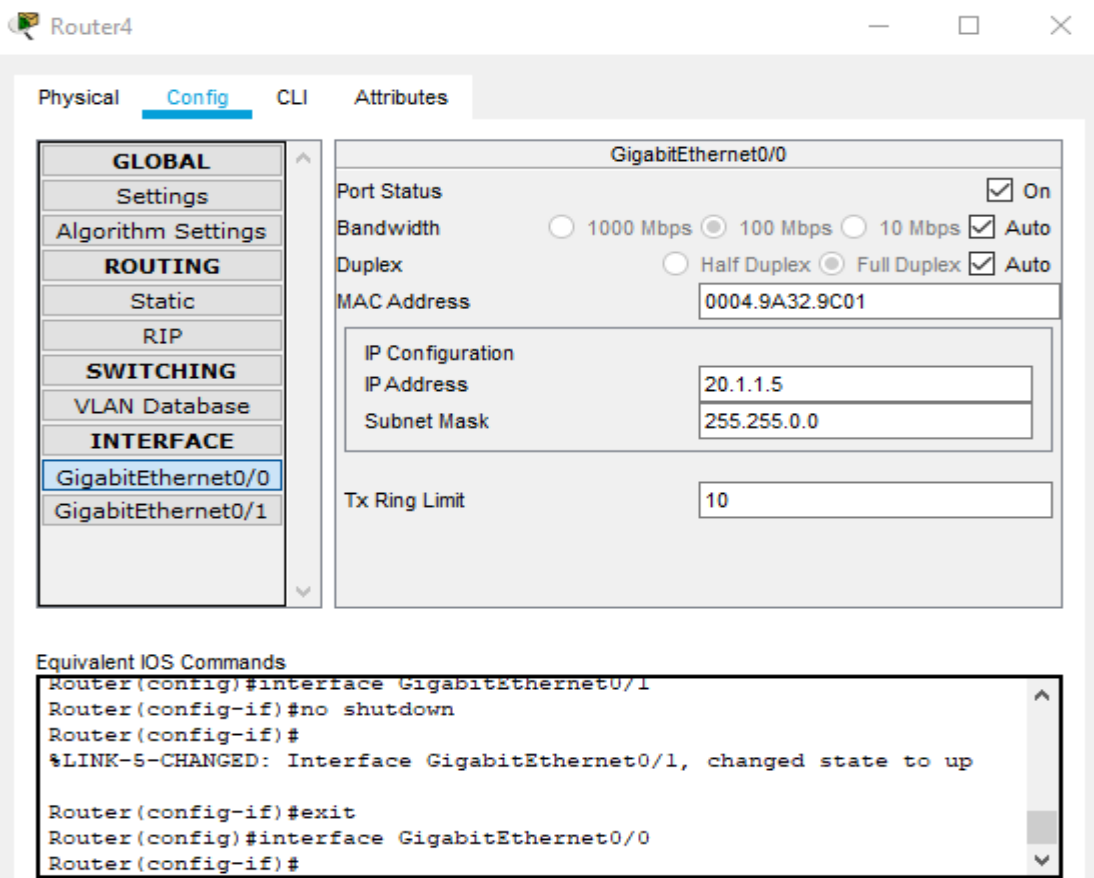 Router4
Physical Config CLI Attributes
GLOBAL
Settings
Algorithm Settings
ROUTING
Static
RIP
SWITCHING
VLAN Database
INTERFACE
GigabitEthernet0/0
GigabitEthernet0/1
GigabitEthernet0/0
Port Status On
Bandwidth 1000 Mbps 100 Mbps 10 Mbps Auto
Duplex Half Duplex Full Duplex Auto
MAC Address 0004.9A32.9C01
IP Configuration
IP Address 20.1.1.5
Subnet Mask 255.255.0.0
Tx Ring Limit 10
Equivalent IOS Commands
Router(config)#interface GigabitEthernet0/1
Router(config-if)#no shutdown
Router(config-if)#
%LINK-5-CHANGED: Interface GigabitEthernet0/1, changed state to up
Router(config-if)#exit
Router(config)#interface GigabitEthernet0/0
Router(config-if)#